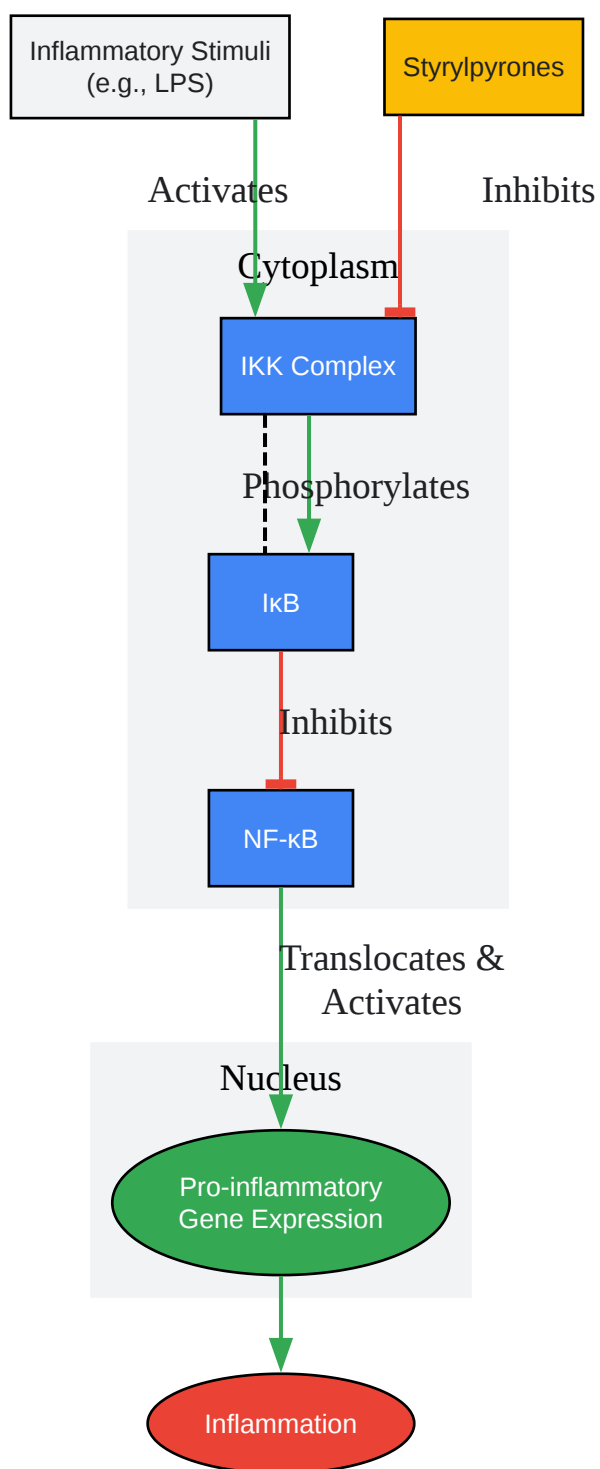 Inflammatory Stimuli
(e.g., LPS)
Styrylpyrones
Activates
Inhibits
Cytoplasm
IKK Complex
Phosphorylates
IκB
Inhibits
NF-κB
Translocates &
Activates
Nucleus
Pro-inflammatory
Gene Expression
Inflammation